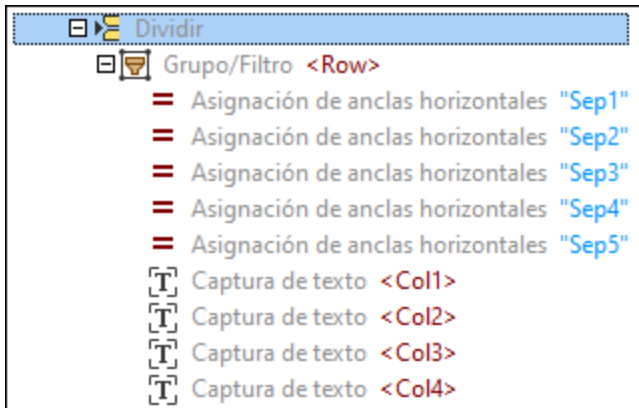 Dividir
Grupo/Filtro <Row>
= Asignación de anclas horizontales "Sep1"
= Asignación de anclas horizontales "Sep2"
= Asignación de anclas horizontales "Sep3"
= Asignación de anclas horizontales "Sep4"
= Asignación de anclas horizontales "Sep5"
[T] Captura de texto <Col1>
[T] Captura de texto <Col2>
[T] Captura de texto <Col3>
[T] Captura de texto <Col4>